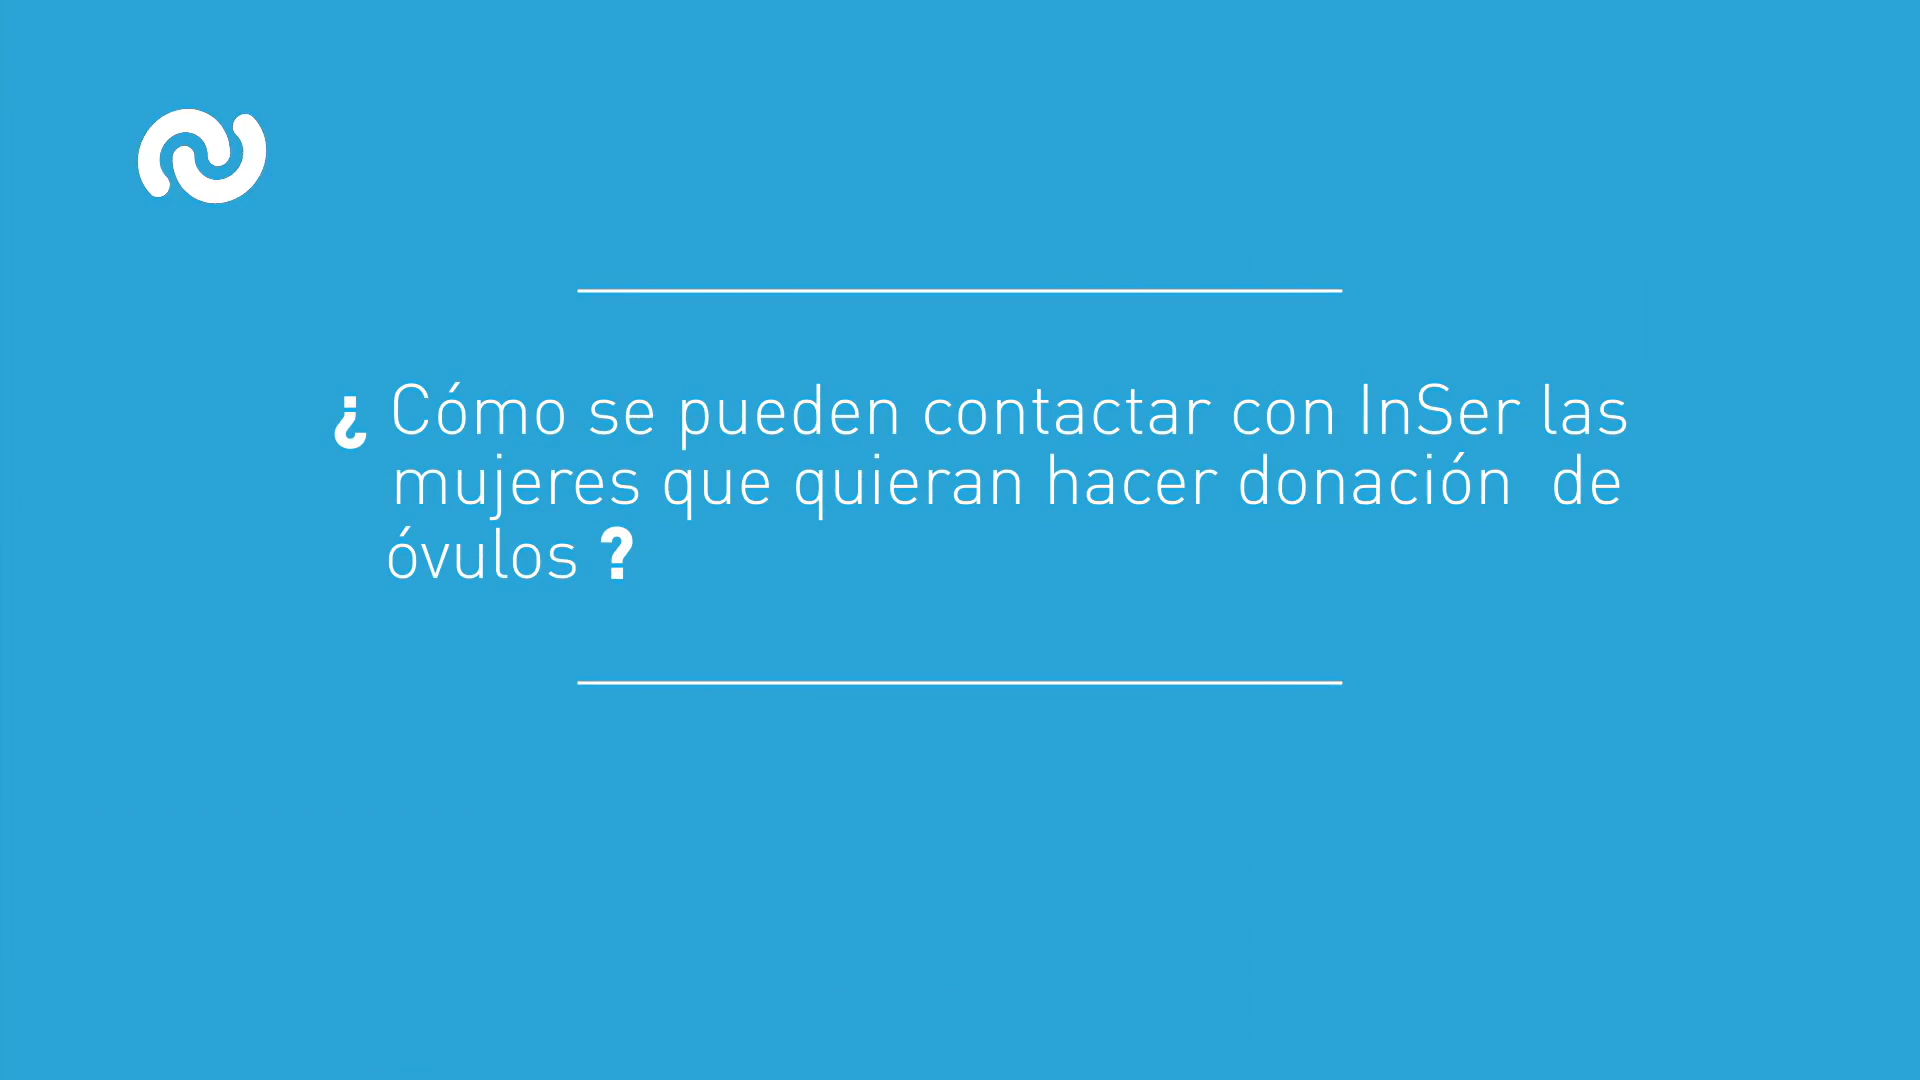 ¿ Cómo se pueden contactar con InSer las
mujeres que quieran hacer donación  de
óvulos ?